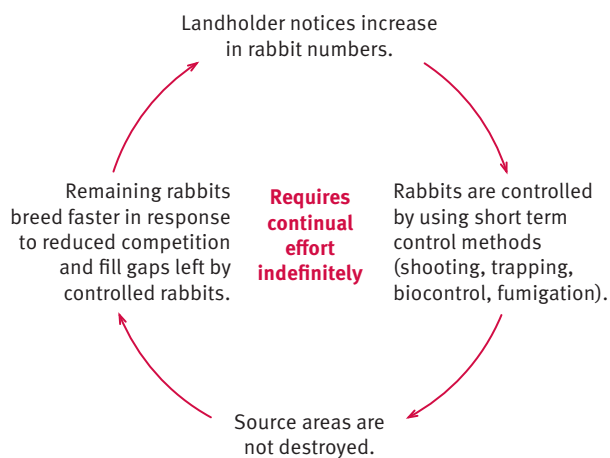 Landholder notices increase
in rabbit numbers.
Rabbits are controlled
by using short term
control methods
(shooting, trapping,
biocontrol, fumigation).
Source areas are
not destroyed.
Remaining rabbits
breed faster in response
to reduced competition
and fill gaps left by
controlled rabbits.
Requires
continual
effort
indefinitely